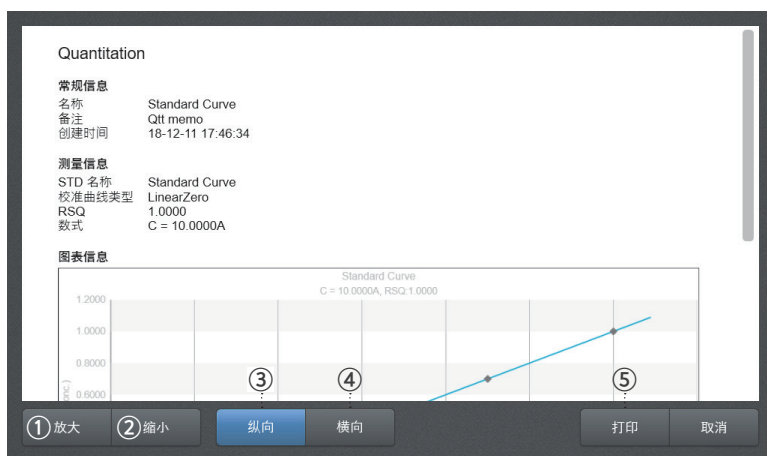 Quantitation
常规信息
名称 Standard Curve
备注 Qtt memo
创建时间 18-12-11 17:46:34
测量信息
STD 名称 Standard Curve
校准曲线类型 LinearZero
RSQ 1.0000
数式 C = 10.0000A
图表信息
Standard Curve
C = 10.0000A, RSQ:1.0000
1.2000
1.0000
0.8000
0.6000
③ ④ ⑤
① 放大 ② 缩小 纵向 横向 打印 取消